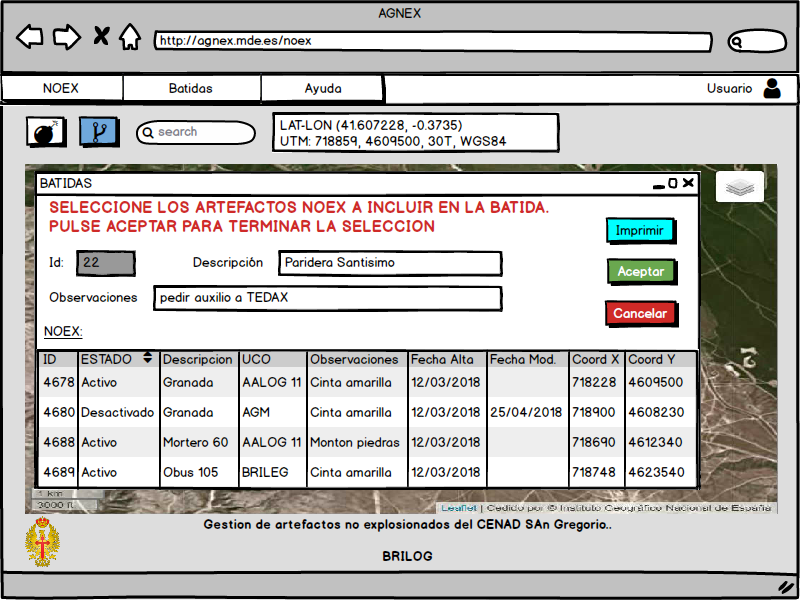 AGNEX
http://agnex.mde.es/noex
NOEX Batidas Ayuda Usuario
search
LAT-LON (41.607228, -0.3735)
UTM: 718859, 4609500, 30T, WGS84
BATIDAS
SELECCIONE LOS ARTEFACTOS NOEX A INCLUIR EN LA BATIDA.
PULSE ACEPTAR PARA TERMINAR LA SELECCION
Imprimir
Id: 22 Descripción Paridera Santisimo
Aceptar
Observaciones pedir auxilio a TEDAX
Cancelar
NOEX:
ID ESTADO Descripcion UCO Observaciones Fecha Alta Fecha Mod. Coord X Coord Y
4678 Activo Granada AALOG 11 Cinta amarilla 12/03/2018 718228 4609500
4680 Desactivado Granada AGM Cinta amarilla 12/03/2018 25/04/2018 718900 4608230
4688 Activo Mortero 60 AALOG 11 Monton piedras 12/03/2018 718690 4612340
4689 Activo Obus 105 BRILEG Cinta amarilla 12/03/2018 718748 4623540
1 km
3000 ft
Leaflet | Cedido por © Instituto Geográfico Nacional de España
Gestion de artefactos no explosionados del CENAD SAn Gregorio..
BRILOG